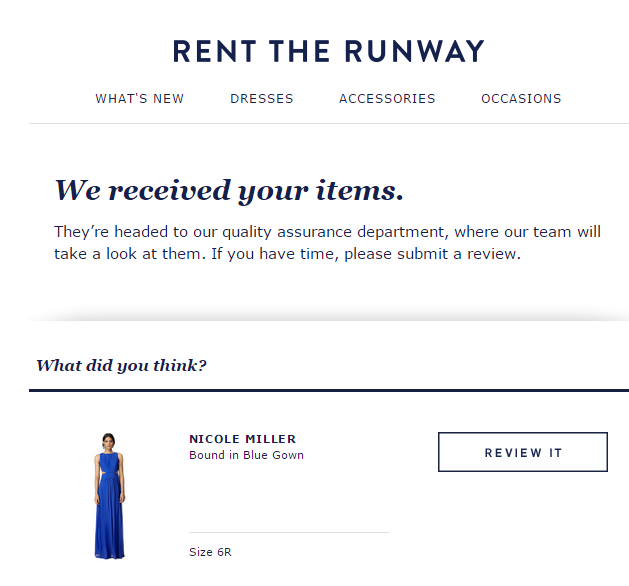 RENT THE RUNWAY
WHAT'S NEW DRESSES ACCESSORIES OCCASIONS
We received your items.
They’re headed to our quality assurance department, where our team will
take a look at them. If you have time, please submit a review.
What did you think?
NICOLE MILLER
Bound in Blue Gown
REVIEW IT
Size 6R